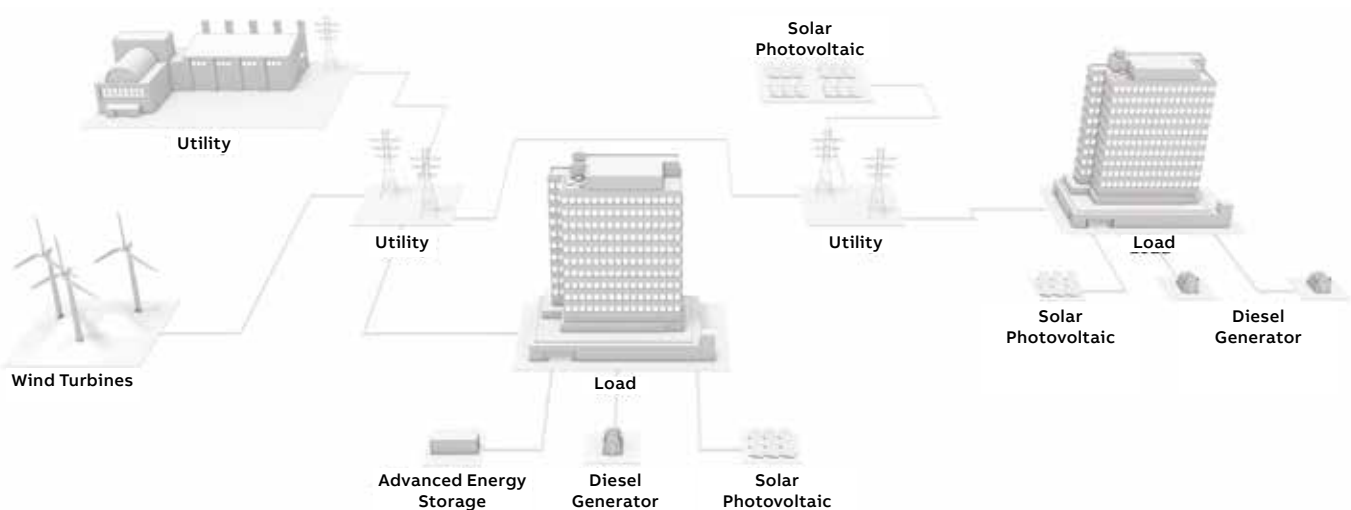 Solar
Photovoltaic
Utility
Utility
Utility
Load
Solar
Photovoltaic
Diesel
Generator
Wind Turbines
Load
Advanced Energy
Storage
Diesel
Generator
Solar
Photovoltaic